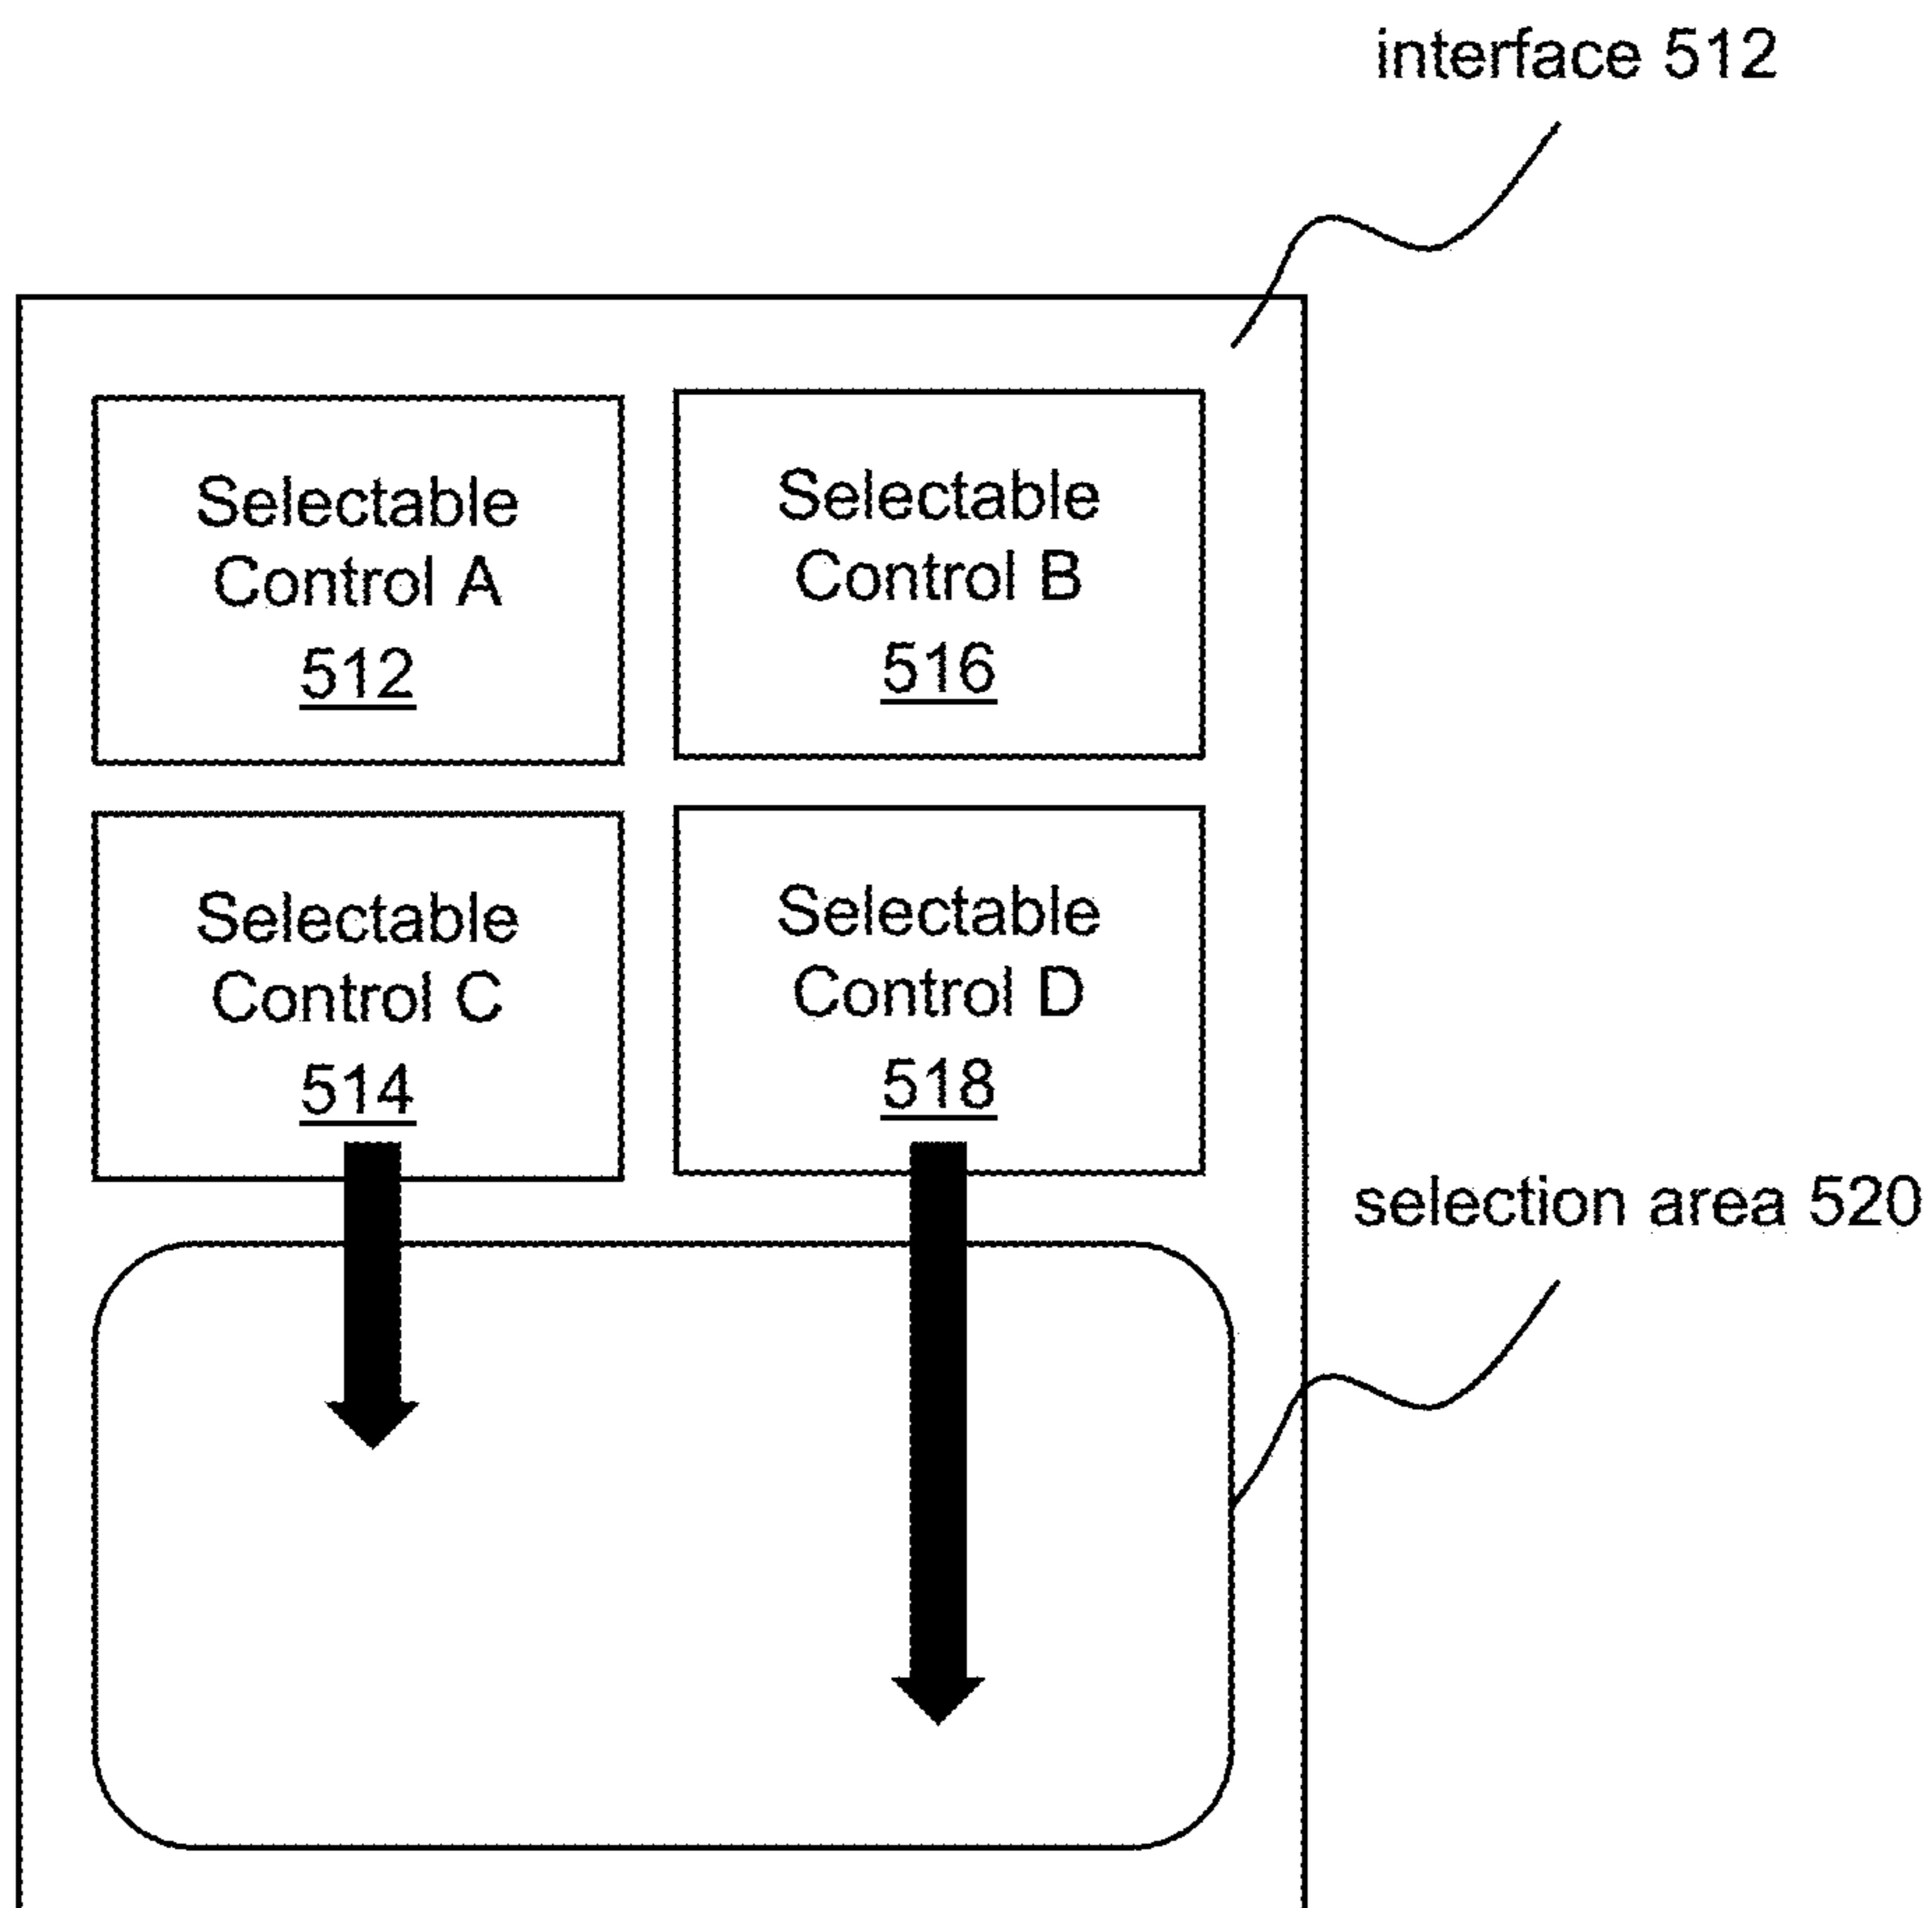 interface 512
Selectable
Control A
512
Selectable
Control B
516
Selectable
Control C
514
Selectable
Control D
518
selection area 520